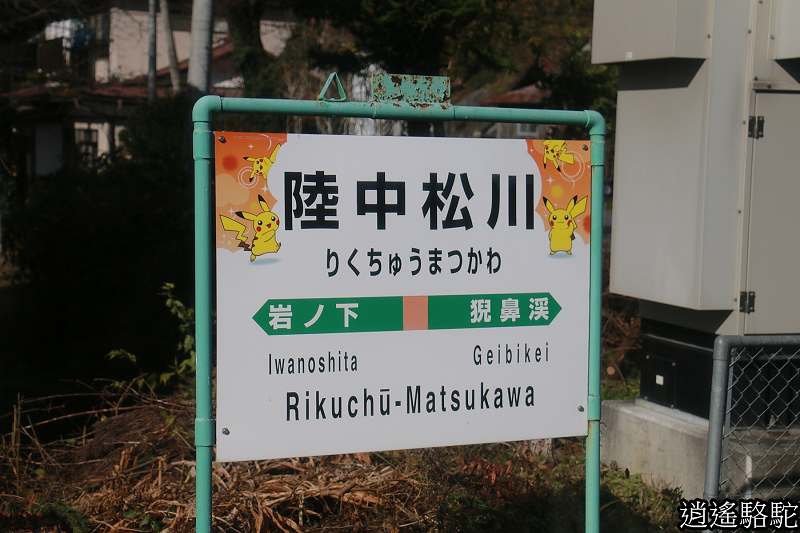 陸中松川
りくちゅうまつかわ
岩ノ下 猊鼻渓
Iwanoshita Geibikei
Rikuchū-Matsukawa
逍遙駱駝